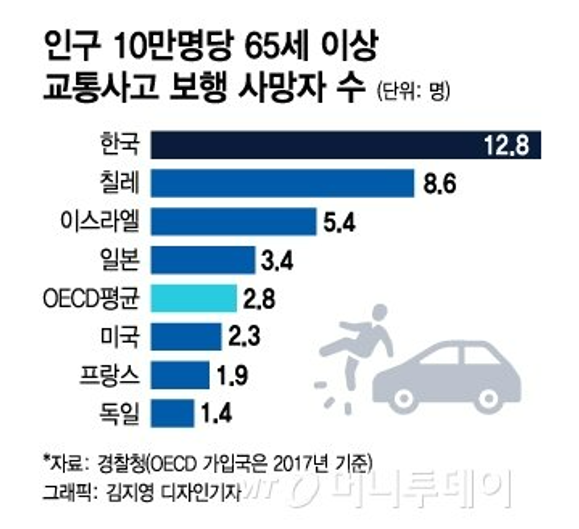 인구 10만명당 65세 이상
교통사고 보행 사망자 수 (단위: 명)
한국 12.8
칠레 8.6
이스라엘 5.4
일본 3.4
OECD평균 2.8
미국 2.3
프랑스 1.9
독일 1.4
*자료: 경찰청(OECD 가입국은 2017년 기준)
그래픽: 김지영 디자인기자
머니투데이